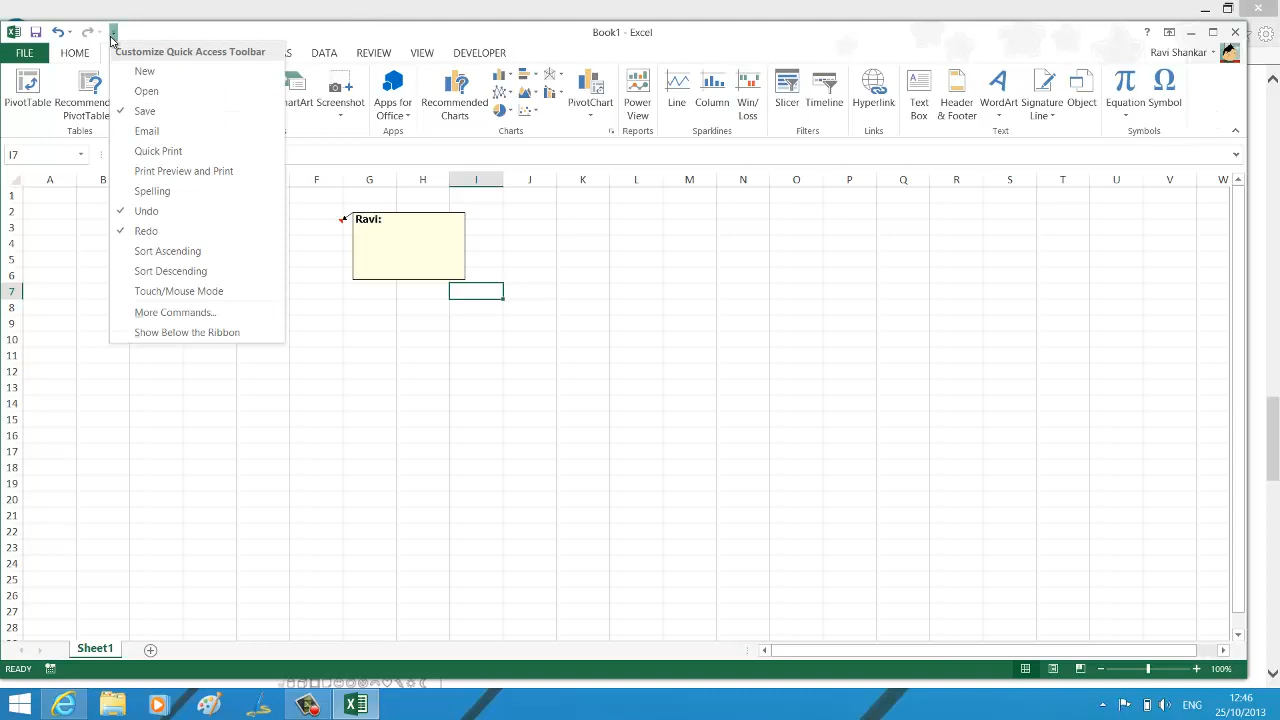 Book1 - Excel
Customize Quick Access Toolbar
FILE HOME DATA REVIEW VIEW DEVELOPER Ravi Shankar
PivotTable
Recommended PivotTables
SmartArt
Screenshot
Apps for Office
Recommended Charts
PivotChart
Power View
Line
Column
Win/ Loss
Slicer
Timeline
Hyperlink
Text Box
Header & Footer
WordArt
Signature Line
Object
Equation
Symbol
Tables Apps Charts Reports Sparklines Filters Links Text Symbols
New
Open
Save
Email
Quick Print
Print Preview and Print
Spelling
Undo
Redo
Sort Ascending
Sort Descending
Touch/Mouse Mode
More Commands...
Show Below the Ribbon
I7
A B F G H I J K L M N O P Q R S T U V W
1
2
3
4
5
6
7
8
9
10
11
12
13
14
15
16
17
18
19
20
21
22
23
24
25
26
27
28
Ravi:
Sheet1
READY 100%
ENG
12:46
25/10/2013